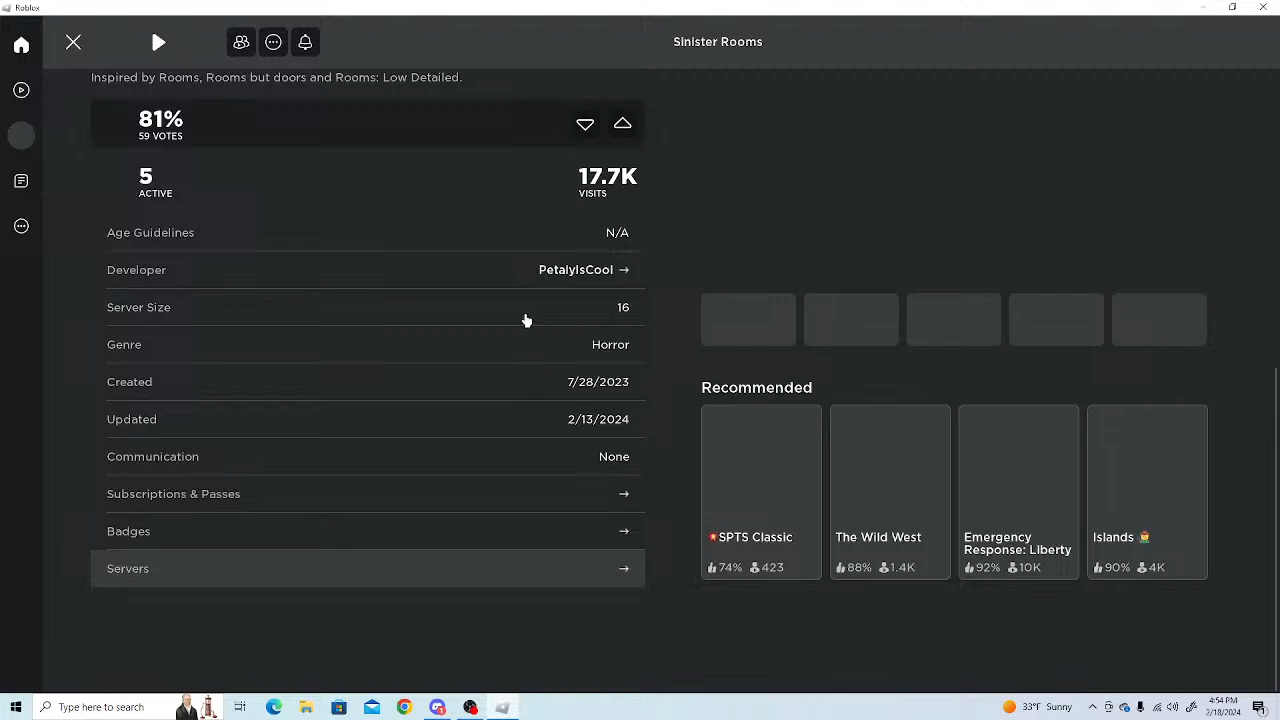 Roblox
Sinister Rooms
Inspired by Rooms, Rooms but doors and Rooms: Low Detailed.
81%
59 VOTES
5
ACTIVE
17.7K
VISITS
Age Guidelines N/A
Developer PetalyIsCool →
Server Size 16
Genre Horror
Created 7/28/2023
Updated 2/13/2024
Communication None
Subscriptions & Passes →
Badges →
Servers →
Recommended
SPTS Classic
74% 423
The Wild West
88% 1.4K
Emergency
Response: Liberty
92% 10K
Islands
90% 4K
Type here to search
33°F Sunny
4:54 PM
2/18/2024